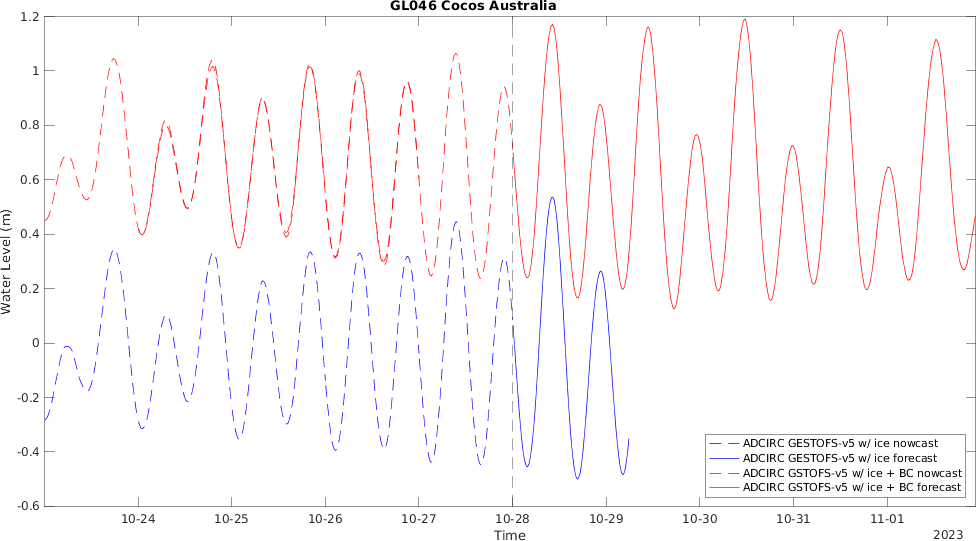 GL046 Cocos Australia
1.2
1
0.8
0.6
0.4
0.2
0
-0.2
-0.4
-0.6
Water Level (m)
ADCIRC GESTOFS-v5 w/ ice nowcast
ADCIRC GESTOFS-v5 w/ ice forecast
ADCIRC GSTOFS-v5 w/ ice + BC nowcast
ADCIRC GSTOFS-v5 w/ ice + BC forecast
10-24 10-25 10-26 10-27 10-28 10-29 10-30 10-31 11-01
Time
2023